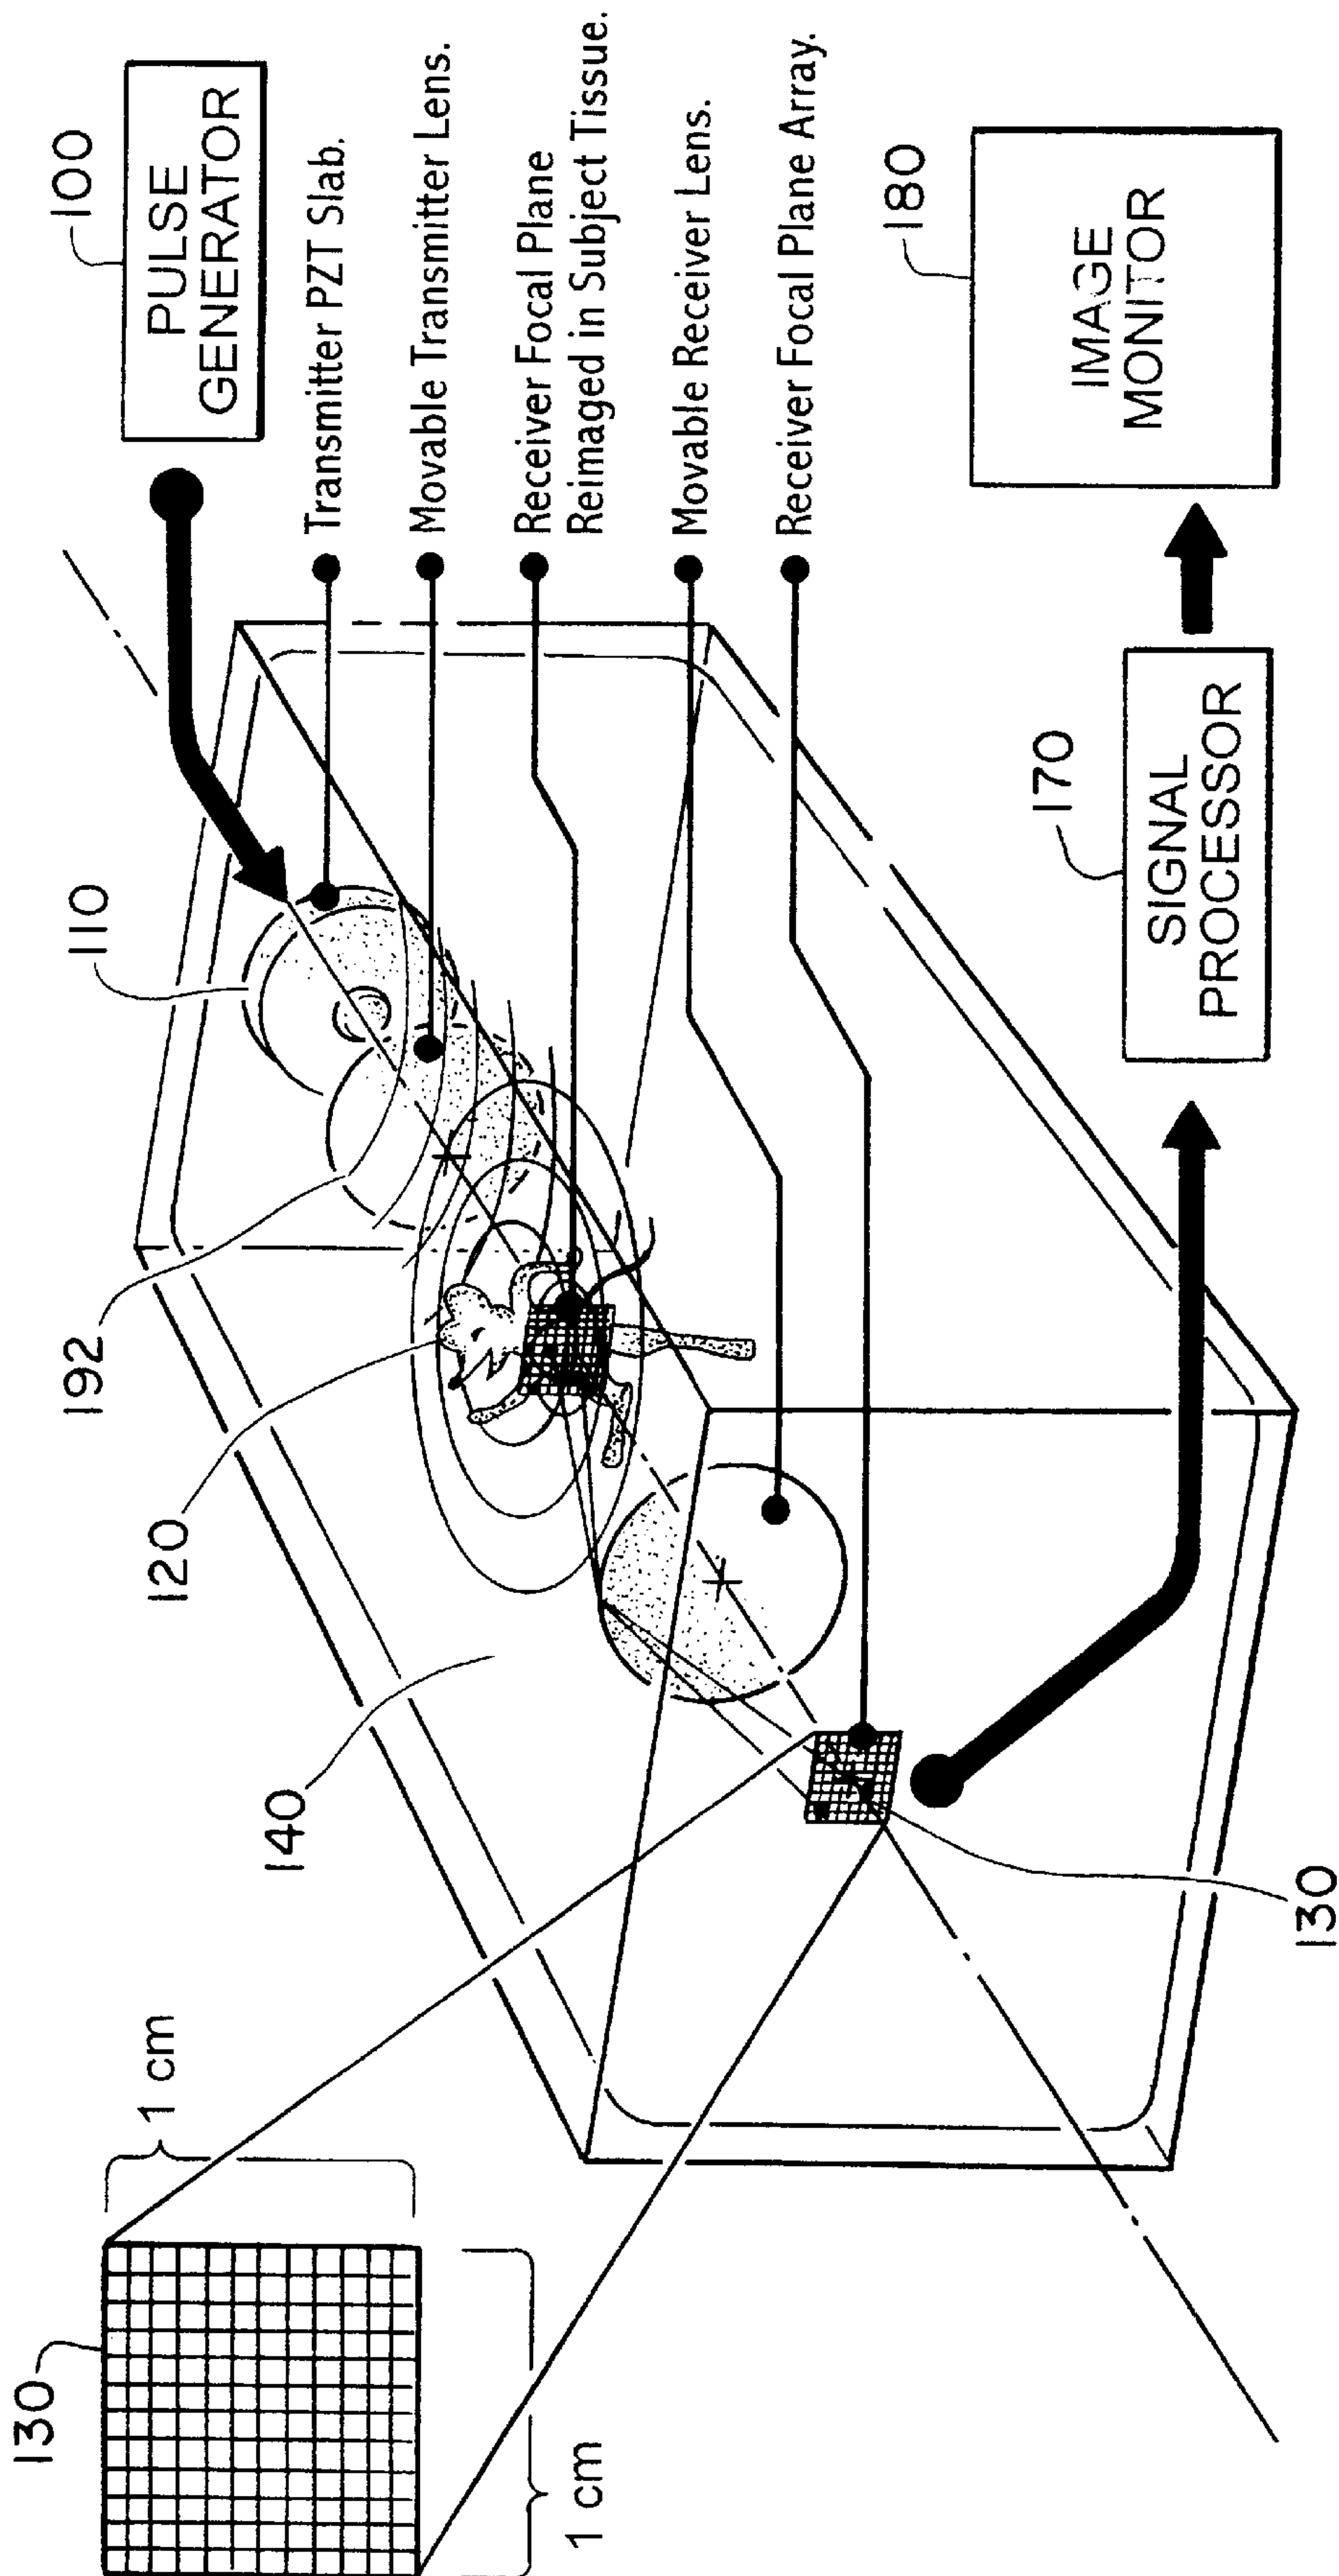 130
1 cm
1 cm
140
120
192
110
100
PULSE
GENERATOR
Transmitter PZT Slab.
Movable Transmitter Lens.
Receiver Focal Plane
Reimaged in Subject Tissue.
Movable Receiver Lens.
Receiver Focal Plane Array.
130
170
SIGNAL
PROCESSOR
180
IMAGE
MONITOR